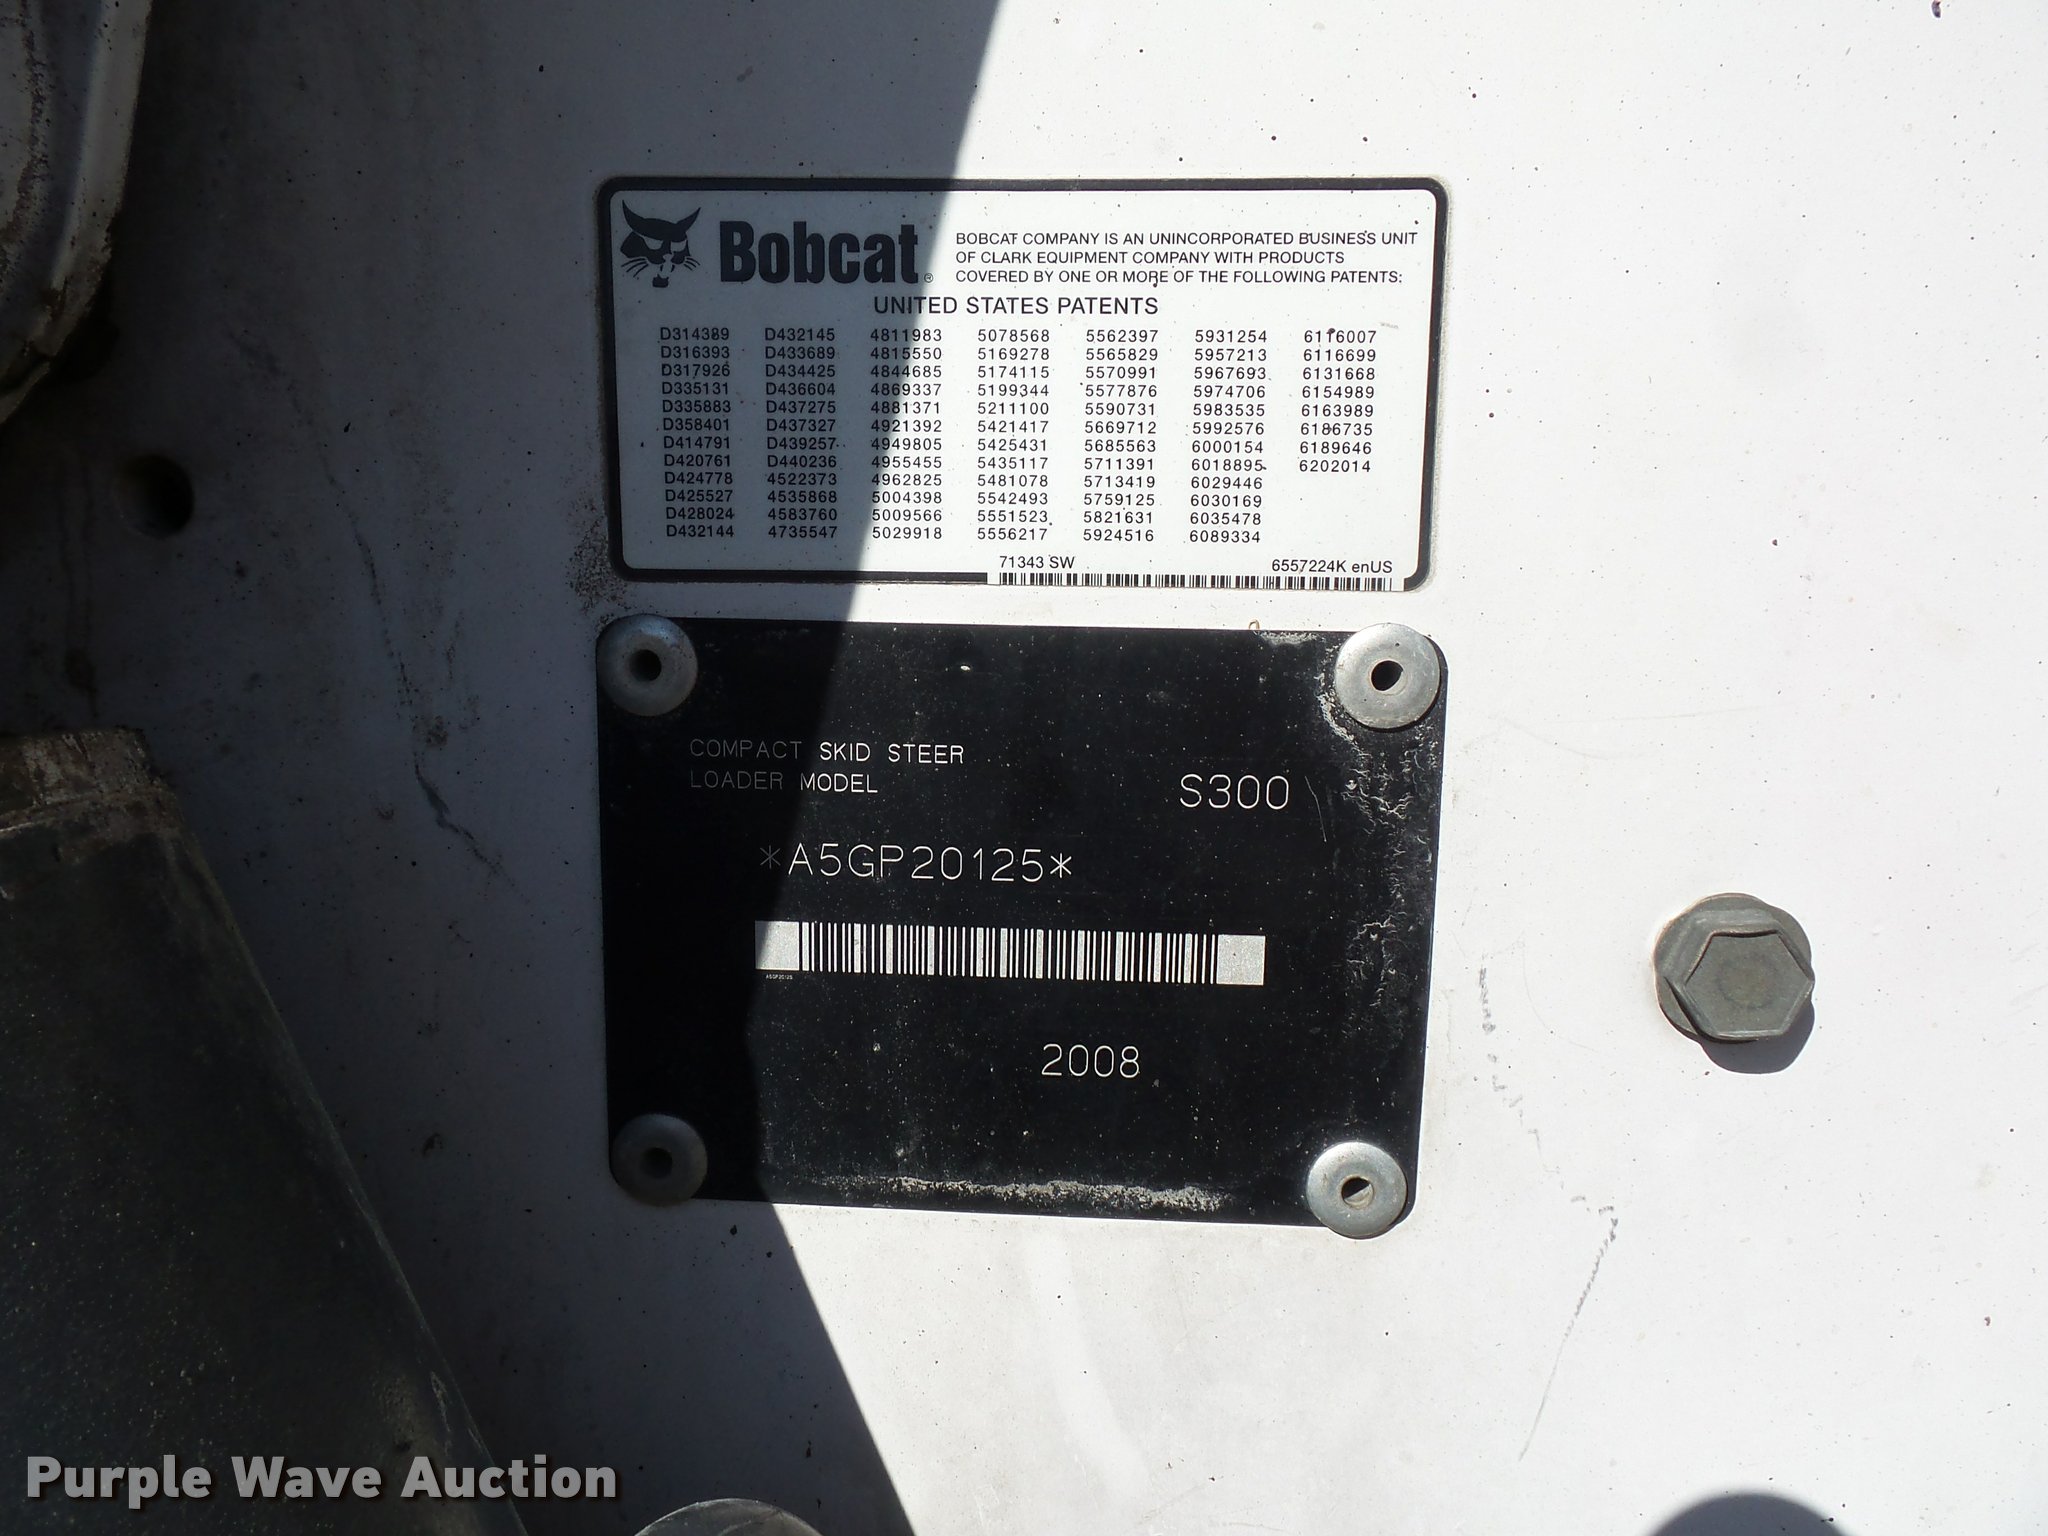 Bobcat®
BOBCAT COMPANY IS AN UNINCORPORATED BUSINESS UNIT
OF CLARK EQUIPMENT COMPANY WITH PRODUCTS
COVERED BY ONE OR MORE OF THE FOLLOWING PATENTS:
UNITED STATES PATENTS
D314389 D432145 4811983 5078568 5562397 5931254 6116007
D316393 D433689 4815550 5169278 5565829 5957213 6116699
D317926 D434425 4844685 5174115 5570991 5967693 6131668
D335131 D436604 4869337 5199344 5577876 5974706 6154989
D335883 D437275 4881371 5211100 5590731 5983535 6163989
D358401 D437327 4921392 5421417 5669712 5992576 6186735
D414791 D439257 4949805 5425431 5685563 6000154 6189646
D420761 D440236 4955455 5435117 5711391 6018895 6202014
D424778 4522373 4962825 5481078 5713419 6029446
D425527 4535868 5004398 5542493 5759125 6030169
D428024 4583760 5009566 5551523 5821631 6035478
D432144 4735547 5029918 5556217 5924516 6089334
71343 SW 6557224K enUS
COMPACT SKID STEER
LOADER MODEL S300
*A5GP20125*
A5GP20125
2008
Purple Wave Auction